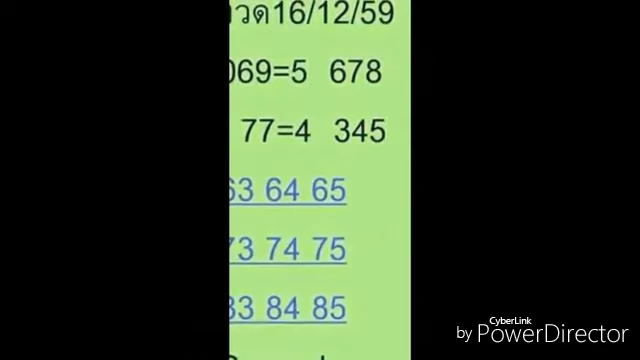 งวด16/12/59
069=5 678
77=4 345
63 64 65
73 74 75
83 84 85
CyberLink
by PowerDirector